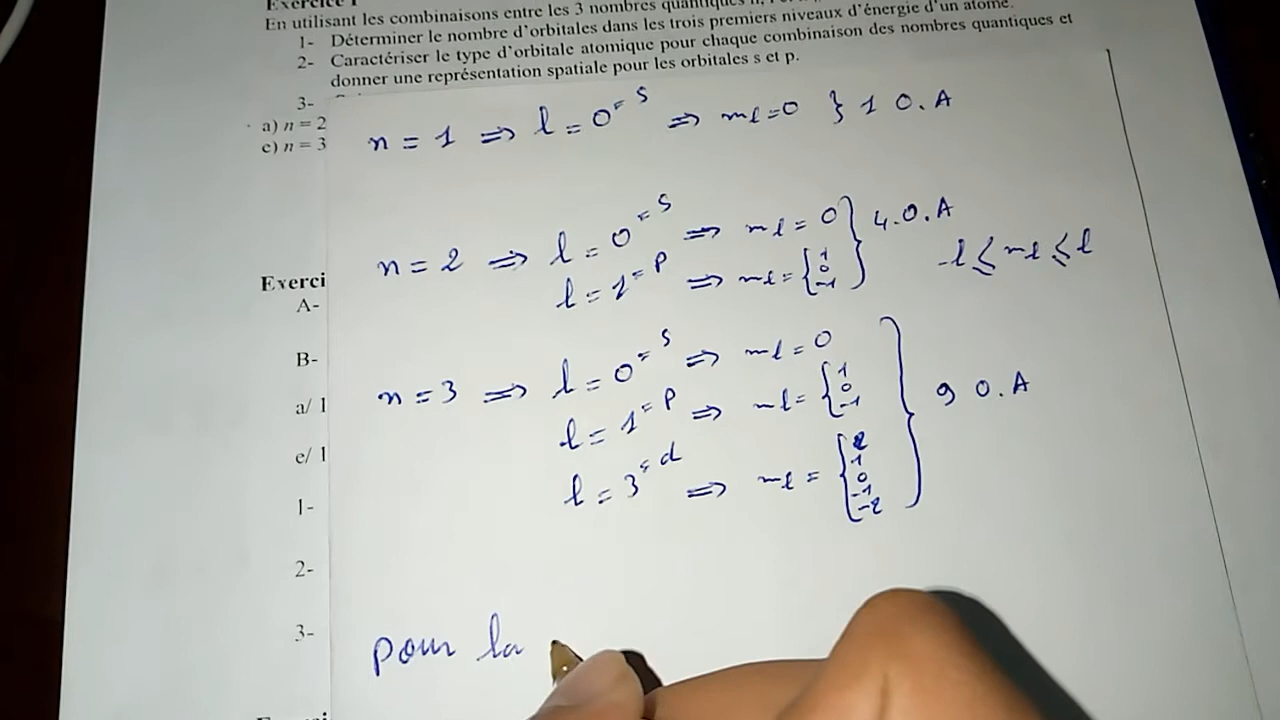 Exercice 1
En utilisant les combinaisons entre les 3 nombres quantiques n,
1- Déterminer le nombre d'orbitales dans les trois premiers niveaux d'énergie d'un atome.
2- Caractériser le type d'orbitale atomique pour chaque combinaison des nombres quantiques et
donner une représentation spatiale pour les orbitales s et p.
3-
a) n = 2
c) n = 3
n = 1 ⇒ l = 0 = s ⇒ ml = 0 } 1 O.A
n = 2 ⇒ l = 0 = s ⇒ ml = 0 } 4.O.A
l = 1 = p ⇒ ml = { 1 0 -1
-l ≤ ml ≤ l
n = 3 ⇒ l = 0 = s ⇒ ml = 0
l = 1 = p ⇒ ml = { 1 0 -1 } 9 O.A
l = 3 = d ⇒ ml = { 2 1 0 -1 -2
Exerci
A-
B-
a/ 1
e/ 1
1-
2-
3-
pour la
Exerci